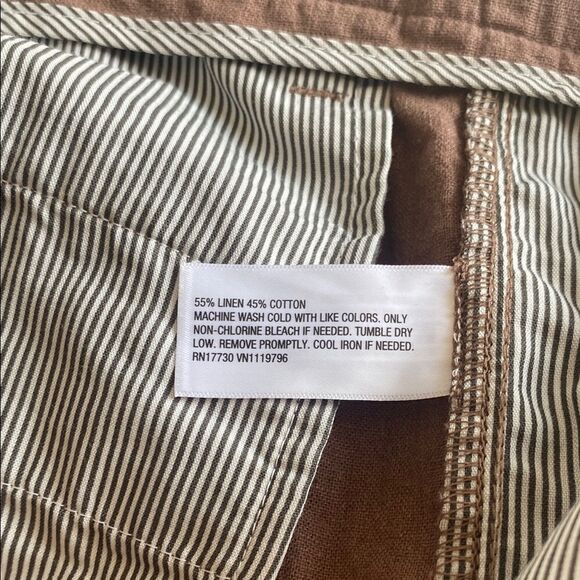 55% LINEN 45% COTTON
MACHINE WASH COLD WITH LIKE COLORS. ONLY
NON-CHLORINE BLEACH IF NEEDED. TUMBLE DRY
LOW. REMOVE PROMPTLY. COOL IRON IF NEEDED.
RN17730 VN1119796